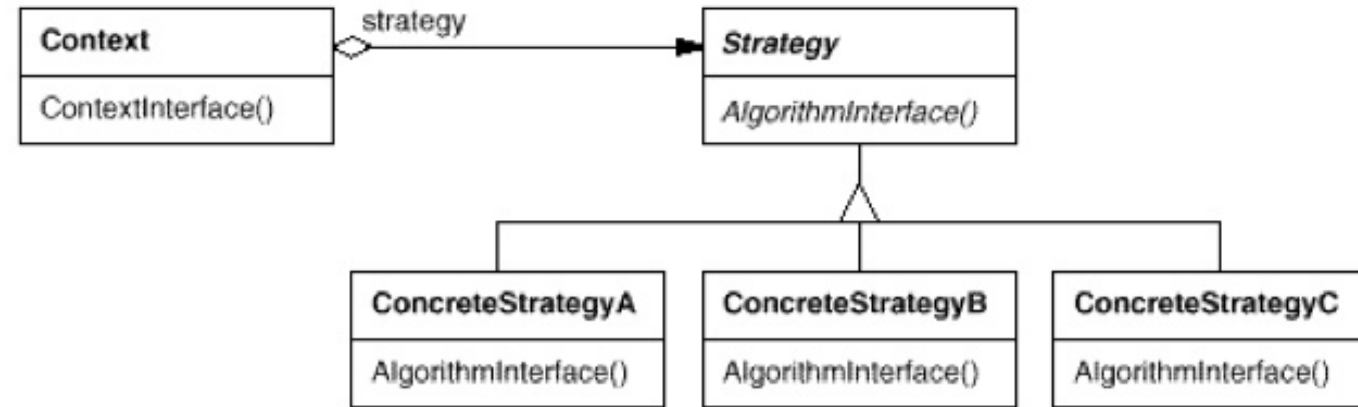 strategy
Context
Strategy
ContextInterface()
AlgorithmInterface()
ConcreteStrategyA
ConcreteStrategyB
ConcreteStrategyC
AlgorithmInterface()
AlgorithmInterface()
AlgorithmInterface()